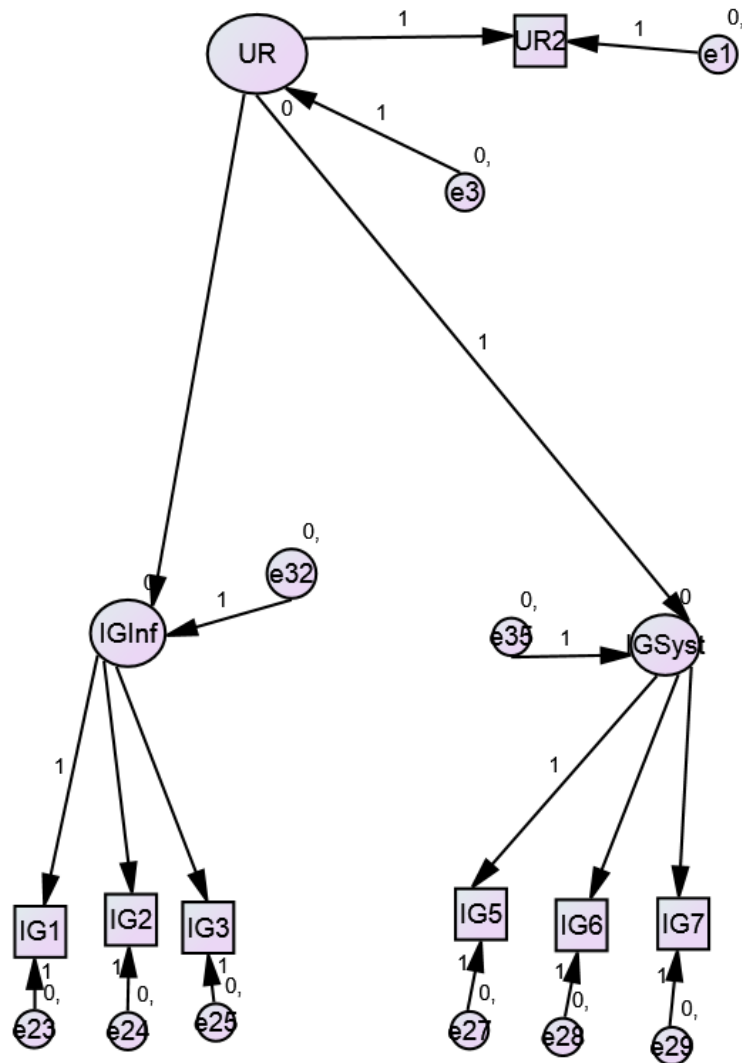 1
0,
UR
UR2
1
e1
0
1
0,
e3
1
0,
e32
0
1
0,
0
IGInf
e35
1
IGSyst
1
1
IG1
IG2
IG3
IG5
IG6
IG7
1
1
1
1
1
1
0,
0,
0,
0,
0,
0,
e23
e24
e25
e27
e28
e29